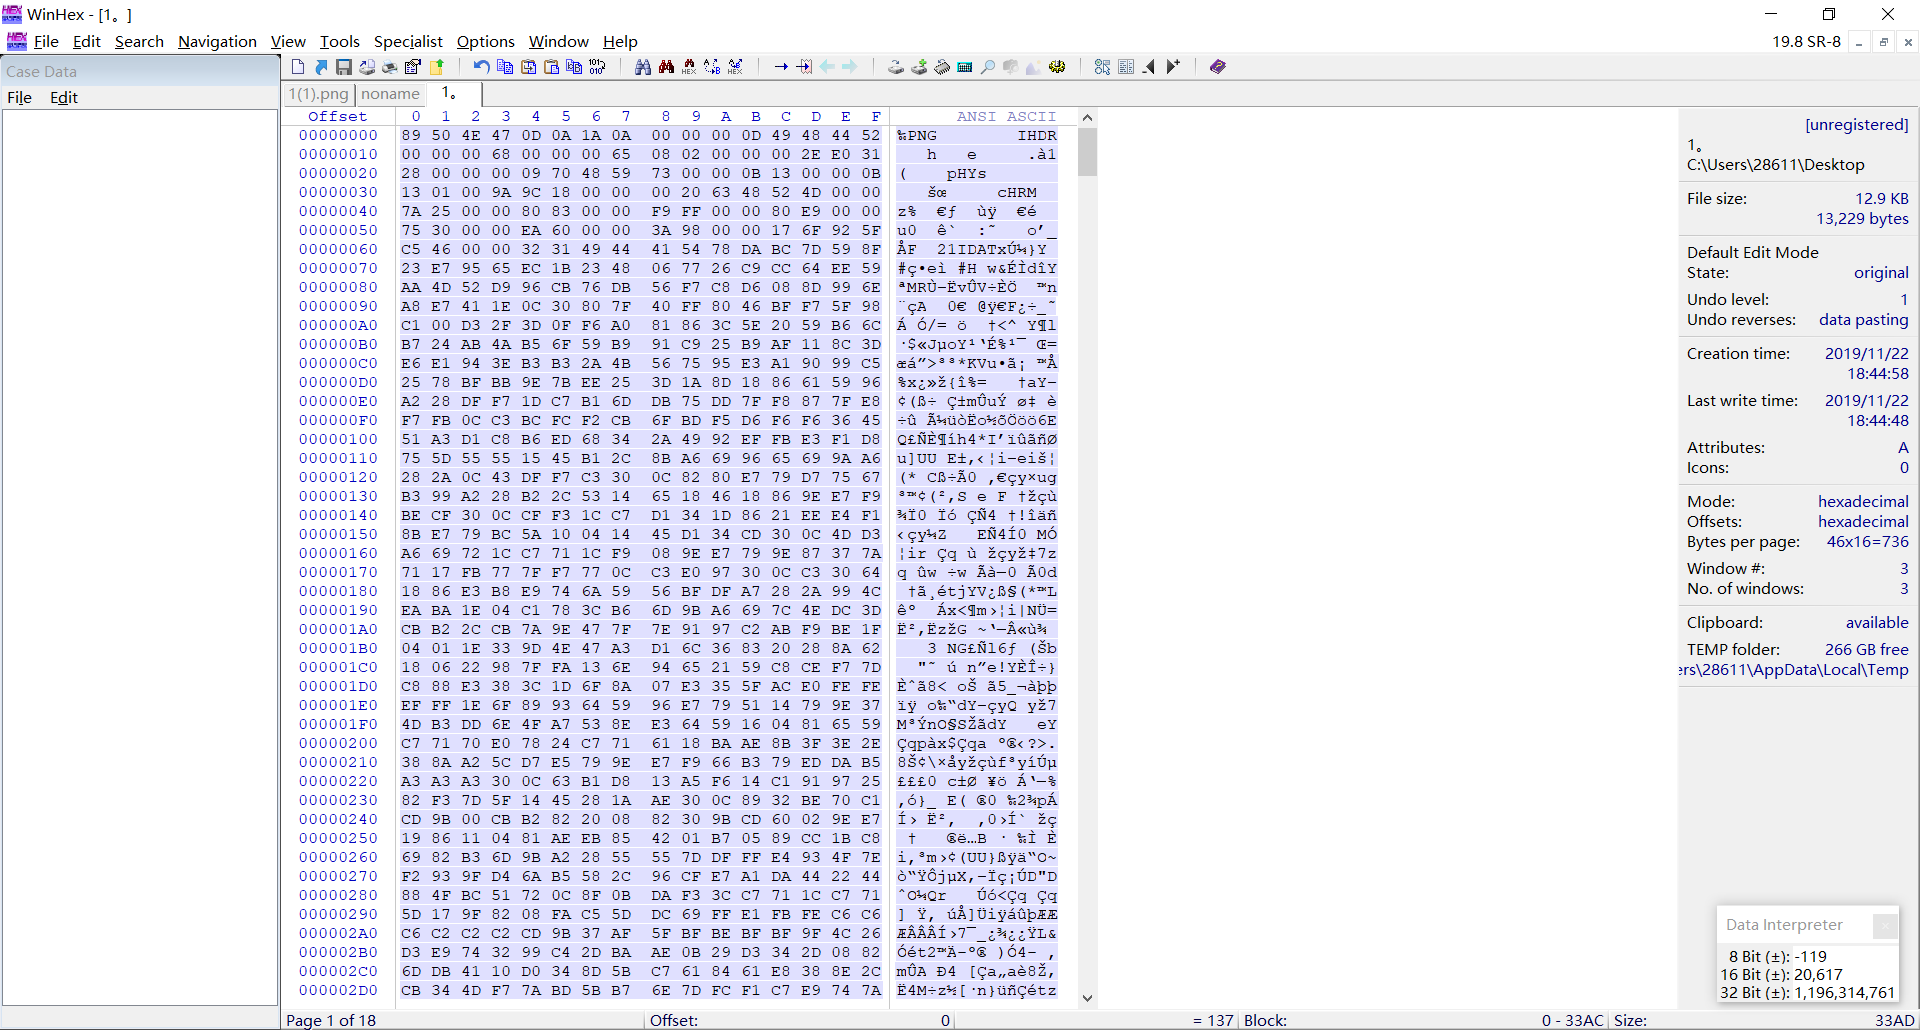 WinHex - [1。]
File Edit Search Navigation View Tools Specialist Options Window Help 19.8 SR-8
Case Data
File Edit
1(1).png noname 1。
Offset 0 1 2 3 4 5 6 7 8 9 A B C D E F ANSI ASCII
00000000 89 50 4E 47 0D 0A 1A 0A 00 00 00 0D 49 48 44 52 ‰PNG IHDR
00000010 00 00 00 68 00 00 00 65 08 02 00 00 00 2E E0 31 h e .à1
00000020 28 00 00 00 09 70 48 59 73 00 00 0B 13 00 00 0B ( pHYs
00000030 13 01 00 9A 9C 18 00 00 00 20 63 48 52 4D 00 00 šœ cHRM
00000040 7A 25 00 00 80 83 00 00 F9 FF 00 00 80 E9 00 00 z% €ƒ ùÿ €é
00000050 75 30 00 00 EA 60 00 00 3A 98 00 00 17 6F 92 5F u0 ê` :˜ o’_
00000060 C5 46 00 00 32 31 49 44 41 54 78 DA BC 7D 59 8F ÅF 21IDATxÚ¼}Y
00000070 23 E7 95 65 EC 1B 23 48 06 77 26 C9 CC 64 EE 59 #ç•eì #H w&ÉÌdîY
00000080 AA 4D 52 D9 96 CB 76 DB 56 F7 C8 D6 08 8D 99 6E ªMRÙ–ËvÛV÷ÈÖ ™n
00000090 A8 E7 41 1E 0C 30 80 7F 40 FF 80 46 BF F7 5F 98 ¨çA 0€ @ÿ€F¿÷_˜
000000A0 C1 00 D3 2F 3D 0F F6 A0 81 86 3C 5E 20 59 B6 6C Á Ó/= ö †<^ Y¶l
000000B0 B7 24 AB 4A B5 6F 59 B9 91 C9 25 B9 AF 11 8C 3D ·$«JµoY¹‘É%¹¯ Œ=
000000C0 E6 E1 94 3E B3 B3 2A 4B 56 75 95 E3 A1 90 99 C5 æá”>³³*KVu•ã¡ ™Å
000000D0 25 78 BF BB 9E 7B EE 25 3D 1A 8D 18 86 61 59 96 %x¿»ž{î%= †aY–
000000E0 A2 28 DF F7 1D C7 B1 6D DB 75 DD 7F F8 87 7F E8 ¢(ß÷ Ç±mÛuÝ ø‡ è
000000F0 F7 FB 0C C3 BC FC F2 CB 6F BD F5 D6 F6 F6 36 45 ÷û Ã¼üòËo½õÖöö6E
00000100 51 A3 D1 C8 B6 ED 68 34 2A 49 92 EF FB E3 F1 D8 Q£ÑÈ¶íh4*I’ïûãñØ
00000110 75 5D 55 55 15 45 B1 2C 8B A6 69 96 65 69 9A A6 u]UU E±,‹¦i–eiš¦
00000120 28 2A 0C 43 DF F7 C3 30 0C 82 80 E7 79 D7 75 67 (* Cß÷Ã0 ‚€çy×ug
00000130 B3 99 A2 28 B2 2C 53 14 65 18 46 18 86 9E E7 F9 ³™¢(²,S e F †žçù
00000140 BE CF 30 0C CF F3 1C C7 D1 34 1D 86 21 EE E4 F1 ¾Ï0 Ïó ÇÑ4 †!îäñ
00000150 8B E7 79 BC 5A 10 04 14 45 D1 34 CD 30 0C 4D D3 ‹çy¼Z EÑ4Í0 MÓ
00000160 A6 69 72 1C C7 71 1C F9 08 9E E7 79 9E 87 37 7A ¦ir Çq ù žçyž‡7z
00000170 71 17 FB 77 7F F7 77 0C C3 E0 97 30 0C C3 30 64 q ûw ÷w Ãà—0 Ã0d
00000180 18 86 E3 B8 E9 74 6A 59 56 BF DF A7 28 2A 99 4C †ã¸étjYV¿ß§(*™L
00000190 EA BA 1E 04 C1 78 3C B6 6D 9B A6 69 7C 4E DC 3D êº Áx<¶m›¦i|NÜ=
000001A0 CB B2 2C CB 7A 9E 47 7F 7E 91 97 C2 AB F9 BE 1F Ë²,ËzžG ~‘—Â«ù¾
000001B0 04 01 1E 33 9D 4E 47 A3 D1 6C 36 83 20 28 8A 62 3 NG£Ñl6ƒ (Šb
000001C0 18 06 22 98 7F FA 13 6E 94 65 21 59 C8 CE F7 7D "˜ ú n”e!YÈÎ÷}
000001D0 C8 88 E3 38 3C 1D 6F 8A 07 E3 35 5F AC E0 FE FE Èˆã8< oŠ ã5_¬àþþ
000001E0 EF FF 1E 6F 89 93 64 59 96 E7 79 51 14 79 9E 37 ïÿ o‰“dY–çyQ yž7
000001F0 4D B3 DD 6E 4F A7 53 8E E3 64 59 16 04 81 65 59 M³ÝnO§SŽãdY eY
00000200 C7 71 70 E0 78 24 C7 71 61 18 BA AE 8B 3F 3E 2E Çqpàx$Çqa º®‹?>.
00000210 38 8A A2 5C D7 E5 79 9E E7 F9 66 B3 79 ED DA B5 8Š¢\×åyžçùf³yíÚµ
00000220 A3 A3 A3 30 0C 63 B1 D8 13 A5 F6 14 C1 91 97 25 £££0 c±Ø ¥ö Á‘—%
00000230 82 F3 7D 5F 14 45 28 1A AE 30 0C 89 32 BE 70 C1 ‚ó}_ E( ®0 ‰2¾pÁ
00000240 CD 9B 00 CB B2 82 20 08 82 30 9B CD 60 02 9E E7 Í› Ë²‚ ‚0›Í` žç
00000250 19 86 11 04 81 AE EB 85 42 01 B7 05 89 CC 1B C8 † ®ë…B · ‰Ì È
00000260 69 82 B3 6D 9B A2 28 55 55 7D DF FF E4 93 4F 7E i‚³m›¢(UU}ßÿä“O~
00000270 F2 93 9F D4 6A B5 58 2C 96 CF E7 A1 DA 44 22 44 ò“ŸÔjµX,–Ïç¡ÚD"D
00000280 88 4F BC 51 72 0C 8F 0B DA F3 3C C7 71 1C C7 71 ˆO¼Qr Úó<Çq Çq
00000290 5D 17 9F 82 08 FA C5 5D DC 69 FF E1 FB FE C6 C6 ] Ÿ‚ úÅ]ÜiÿáûþÆÆ
000002A0 C6 C2 C2 C2 CD 9B 37 AF 5F BF BE BF BF 9F 4C 26 ÆÂÂÂÍ›7¯_¿¾¿¿ŸL&
000002B0 D3 E9 74 32 99 C4 2D BA AE 0B 29 D3 34 2D 08 82 Óét2™Ä-º® )Ó4- ‚
000002C0 6D DB 41 10 D0 34 8D 5B C7 61 84 61 E8 38 8E 2C mÛA Ð4 [Ça„aè8Ž,
000002D0 CB 34 4D F7 7A BD 5B B7 6E 7D FC F1 C7 E9 74 7A Ë4M÷z½[·n}üñÇétz
[unregistered]
1。
C:\Users\28611\Desktop
File size: 12.9 KB
13,229 bytes
Default Edit Mode
State: original
Undo level: 1
Undo reverses: data pasting
Creation time: 2019/11/22
18:44:58
Last write time: 2019/11/22
18:44:48
Attributes: A
Icons: 0
Mode: hexadecimal
Offsets: hexadecimal
Bytes per page: 46x16=736
Window #: 3
No. of windows: 3
Clipboard: available
TEMP folder: 266 GB free
ers\28611\AppData\Local\Temp
Data Interpreter
8 Bit (±): -119
16 Bit (±): 20,617
32 Bit (±): 1,196,314,761
Page 1 of 18 Offset: 0 = 137 Block: 0 - 33AC Size: 33AD